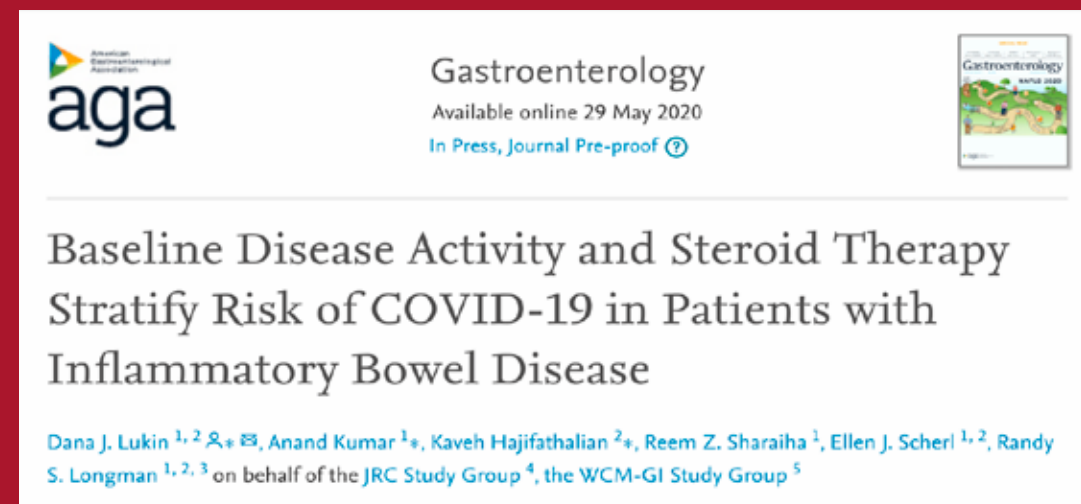 American
Gastroenterological
Association
aga
Gastroenterology
Available online 29 May 2020
In Press, Journal Pre-proof ?
Gastroenterology
Baseline Disease Activity and Steroid Therapy
Stratify Risk of COVID-19 in Patients with
Inflammatory Bowel Disease
Dana J. Lukin 1, 2 * , Anand Kumar 1 *, Kaveh Hajifathalian 2 *, Reem Z. Sharaiha 1, Ellen J. Scherl 1, 2, Randy
S. Longman 1, 2, 3 on behalf of the JRC Study Group 4, the WCM-GI Study Group 5